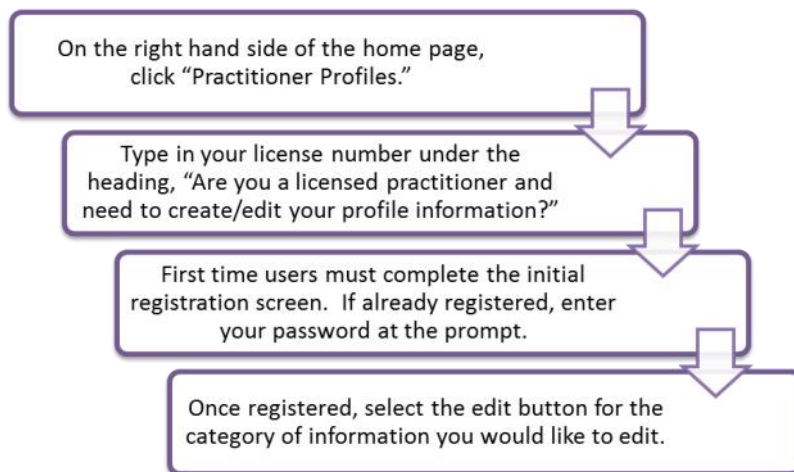 On the right hand side of the home page,
click “Practitioner Profiles.”
Type in your license number under the
heading, “Are you a licensed practitioner and
need to create/edit your profile information?”
First time users must complete the initial
registration screen.  If already registered, enter
your password at the prompt.
Once registered, select the edit button for the
category of information you would like to edit.